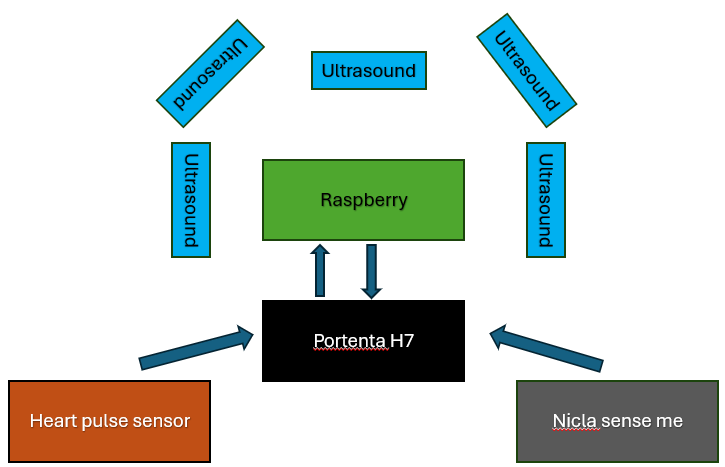 Ultrasound
Ultrasound
Ultrasound
Ultrasound
Raspberry
Ultrasound
Portenta H7
Heart pulse sensor
Nicla sense me